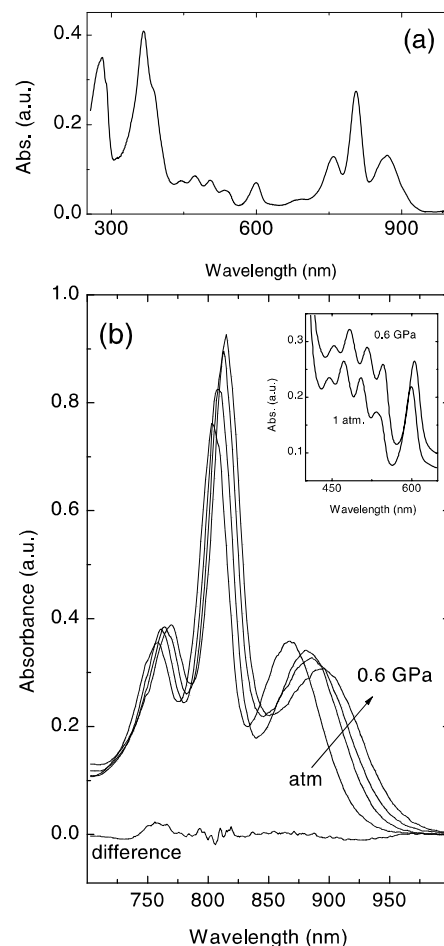 (a)
Abs. (a.u.)
0.4
0.2
0.0
300 600 900
Wavelength (nm)
(b)
Absorbance (a.u.)
1.0
0.8
0.6
0.4
0.2
0.0
0.6 GPa
atm
difference
750 800 850 900 950
Wavelength (nm)
Abs. (a.u.)
0.3
0.2
0.1
0.6 GPa
1 atm.
450 600
Wavelength (nm)